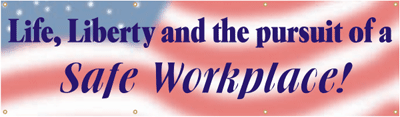 Life, Liberty and the pursuit of a
Safe Workplace!